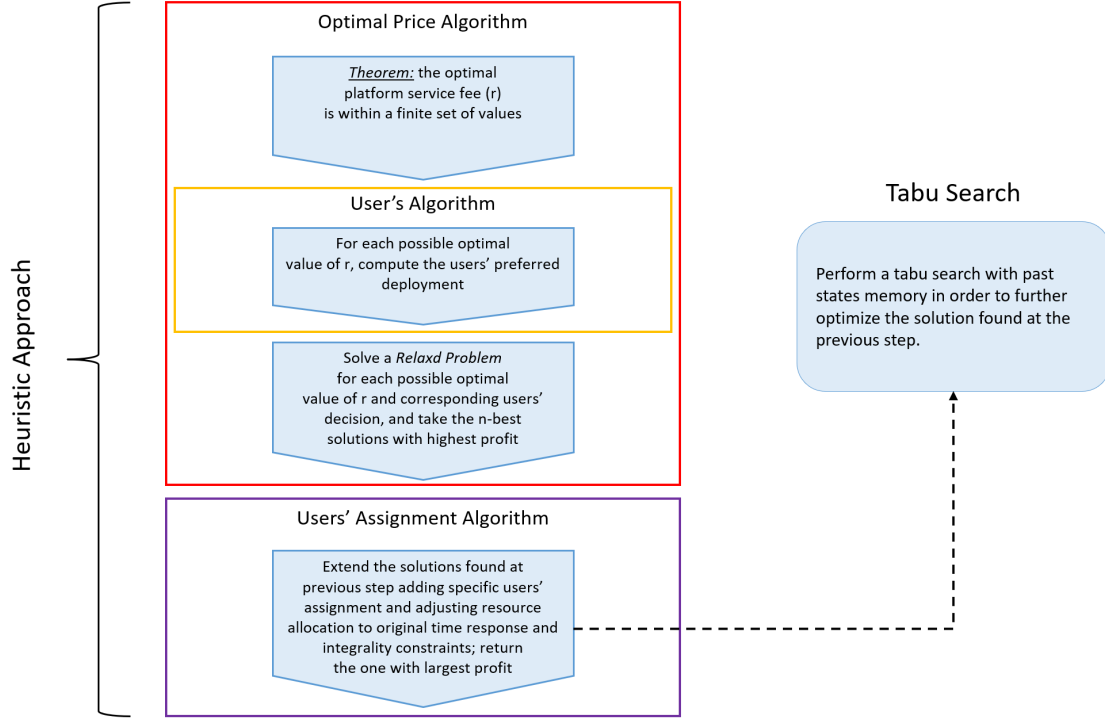 Optimal Price Algorithm
Theorem: the optimal
platform service fee (r)
is within a finite set of values
User’s Algorithm
For each possible optimal
value of r, compute the users’ preferred
deployment
Solve a Relaxd Problem
for each possible optimal
value of r and corresponding users’
decision, and take the n-best
solutions with highest profit
Users’ Assignment Algorithm
Extend the solutions found at
previous step adding specific users’
assignment and adjusting resource
allocation to original time response and
integrality constraints; return
the one with largest profit
Heuristic Approach
Tabu Search
Perform a tabu search with past
states memory in order to further
optimize the solution found at the
previous step.